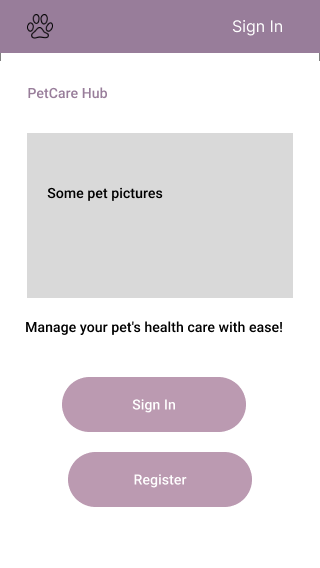 Sign In
PetCare Hub
Some pet pictures
Manage your pet's health care with ease!
Sign In
Register